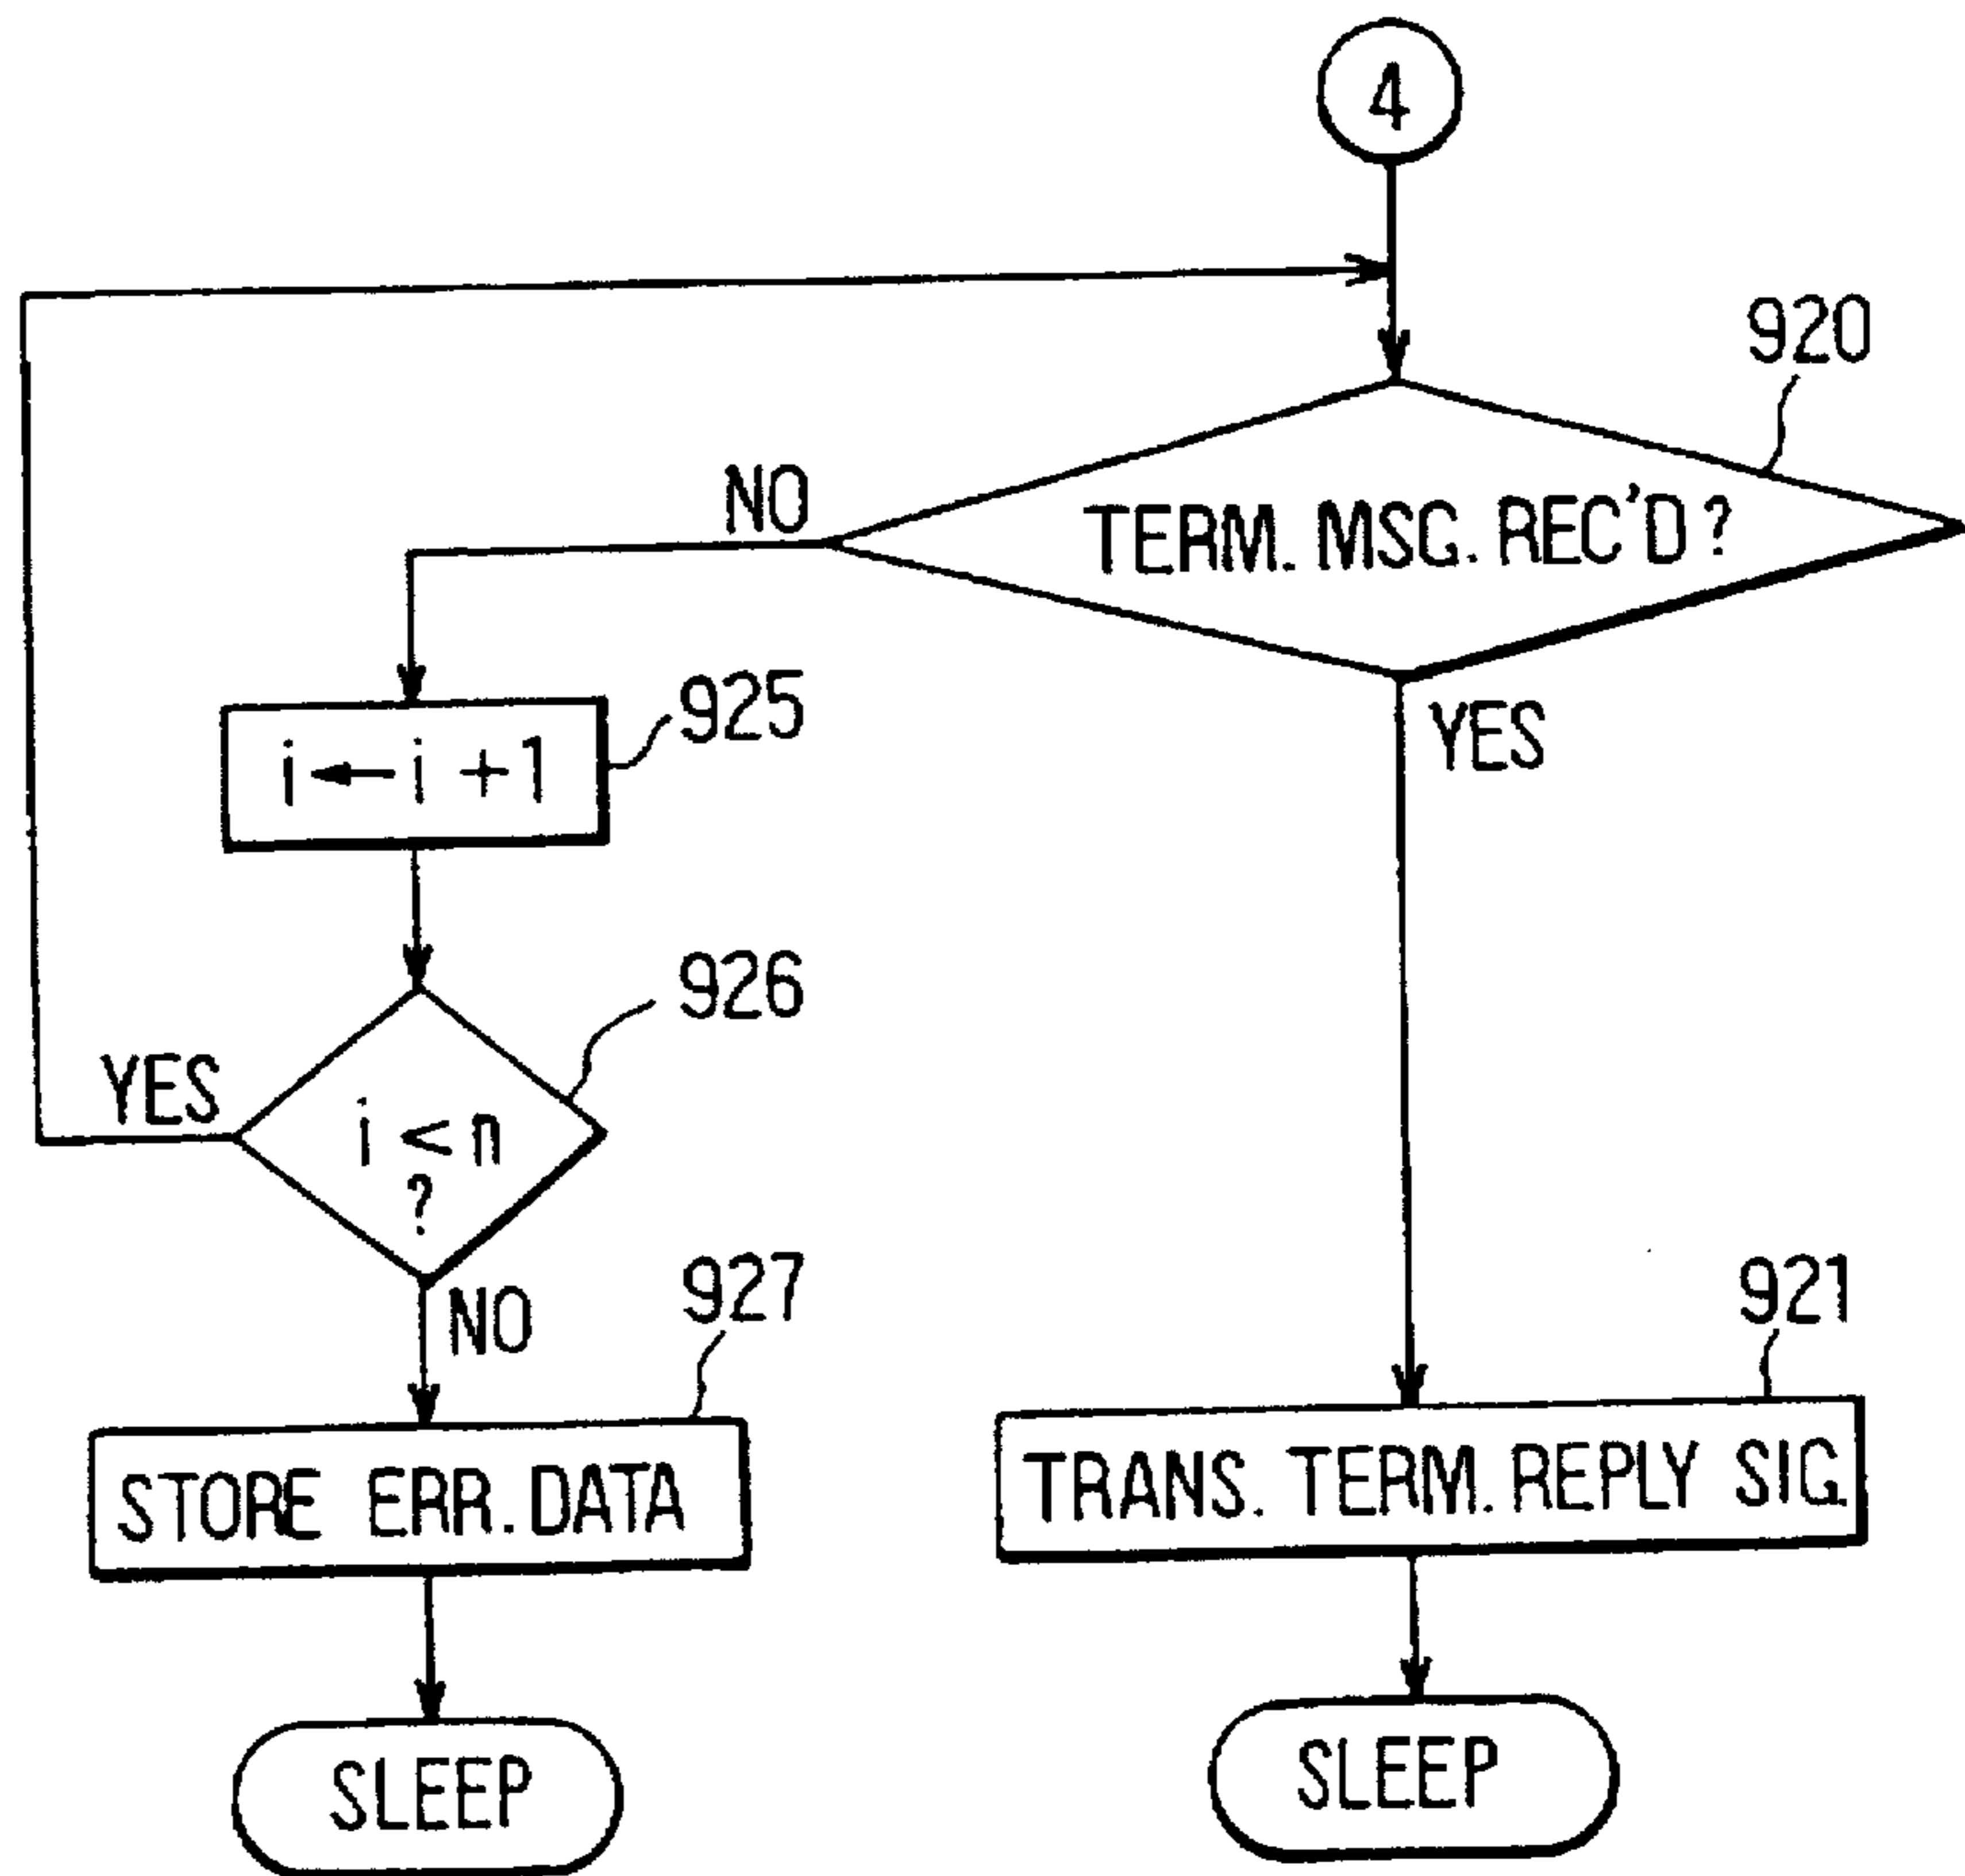 4
920
NO
TERM. MSG. REC'D?
925
YES
i ← i + 1
926
YES
i < n
?
NO
927
921
STORE ERR. DATA
TRANS. TERM. REPLY SIG.
SLEEP
SLEEP